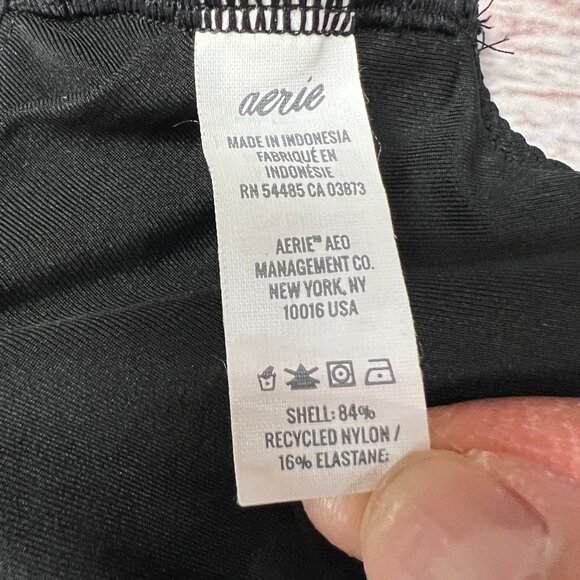 aerie
MADE IN INDONESIA
FABRIQUÉ EN
INDONÉSIE
RN 54485 CA 03873
AERIE™ AEO
MANAGEMENT CO.
NEW YORK, NY
10016 USA
SHELL: 84%
RECYCLED NYLON /
16% ELASTANE;